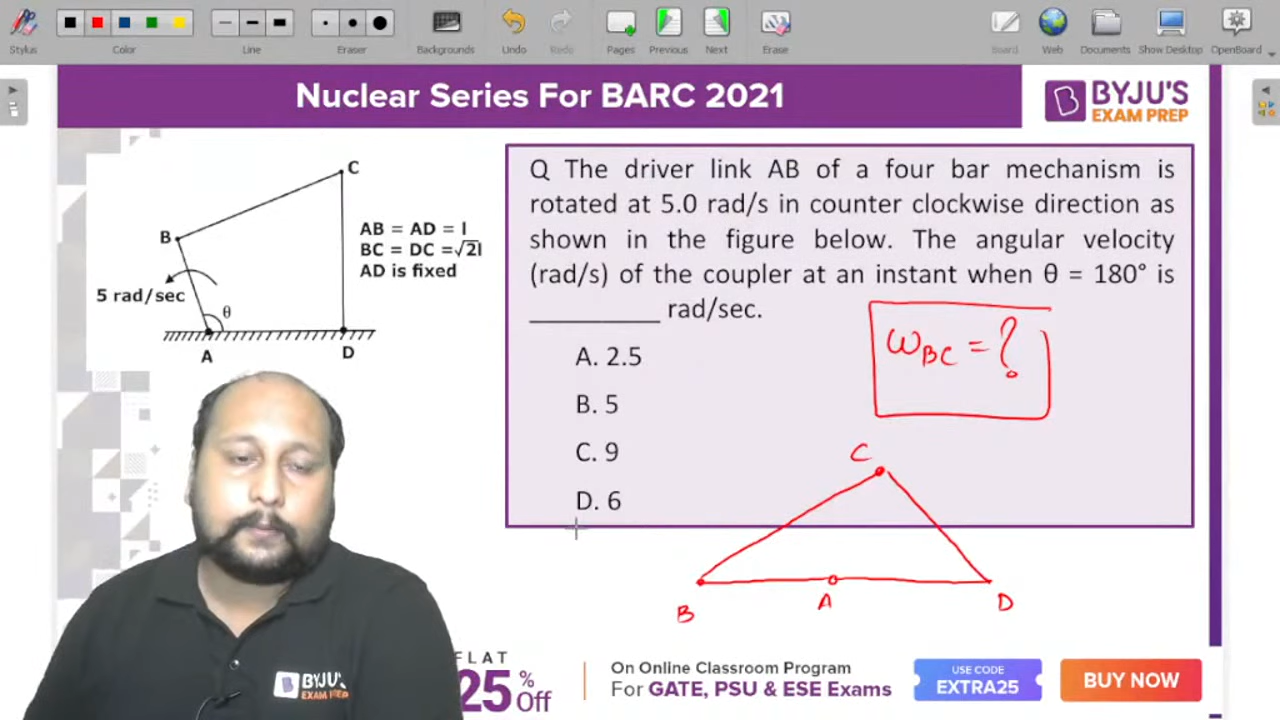 Stylus
Color
Line
Eraser
Backgrounds
Undo
Redo
Pages
Previous
Next
Erase
Board
Web
Documents
Show Desktop
OpenBoard
Nuclear Series For BARC 2021
BYJU'S
EXAM PREP
C
B
AB = AD = l
BC = DC =√2l
AD is fixed
5 rad/sec
θ
A
D
Q The driver link AB of a four bar mechanism is
rotated at 5.0 rad/s in counter clockwise direction as
shown in the figure below. The angular velocity
(rad/s) of the coupler at an instant when θ = 180° is
__________ rad/sec.
A. 2.5
B. 5
C. 9
D. 6
ωBC = ?
C
B
A
D
BYJU'S
EXAM PREP
FLAT
25 % Off
On Online Classroom Program
For GATE, PSU & ESE Exams
USE CODE
EXTRA25
BUY NOW